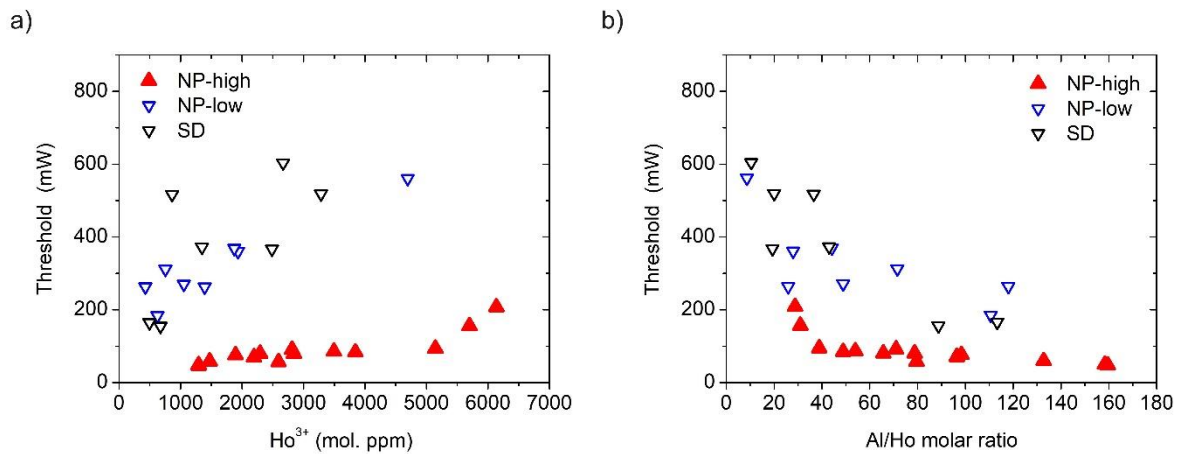 a)
800
600
400
200
0
Threshold (mW)
NP-high
NP-low
SD
0 1000 2000 3000 4000 5000 6000 7000
Ho³⁺ (mol. ppm)
b)
800
600
400
200
0
Threshold (mW)
NP-high
NP-low
SD
0 20 40 60 80 100 120 140 160 180
Al/Ho molar ratio